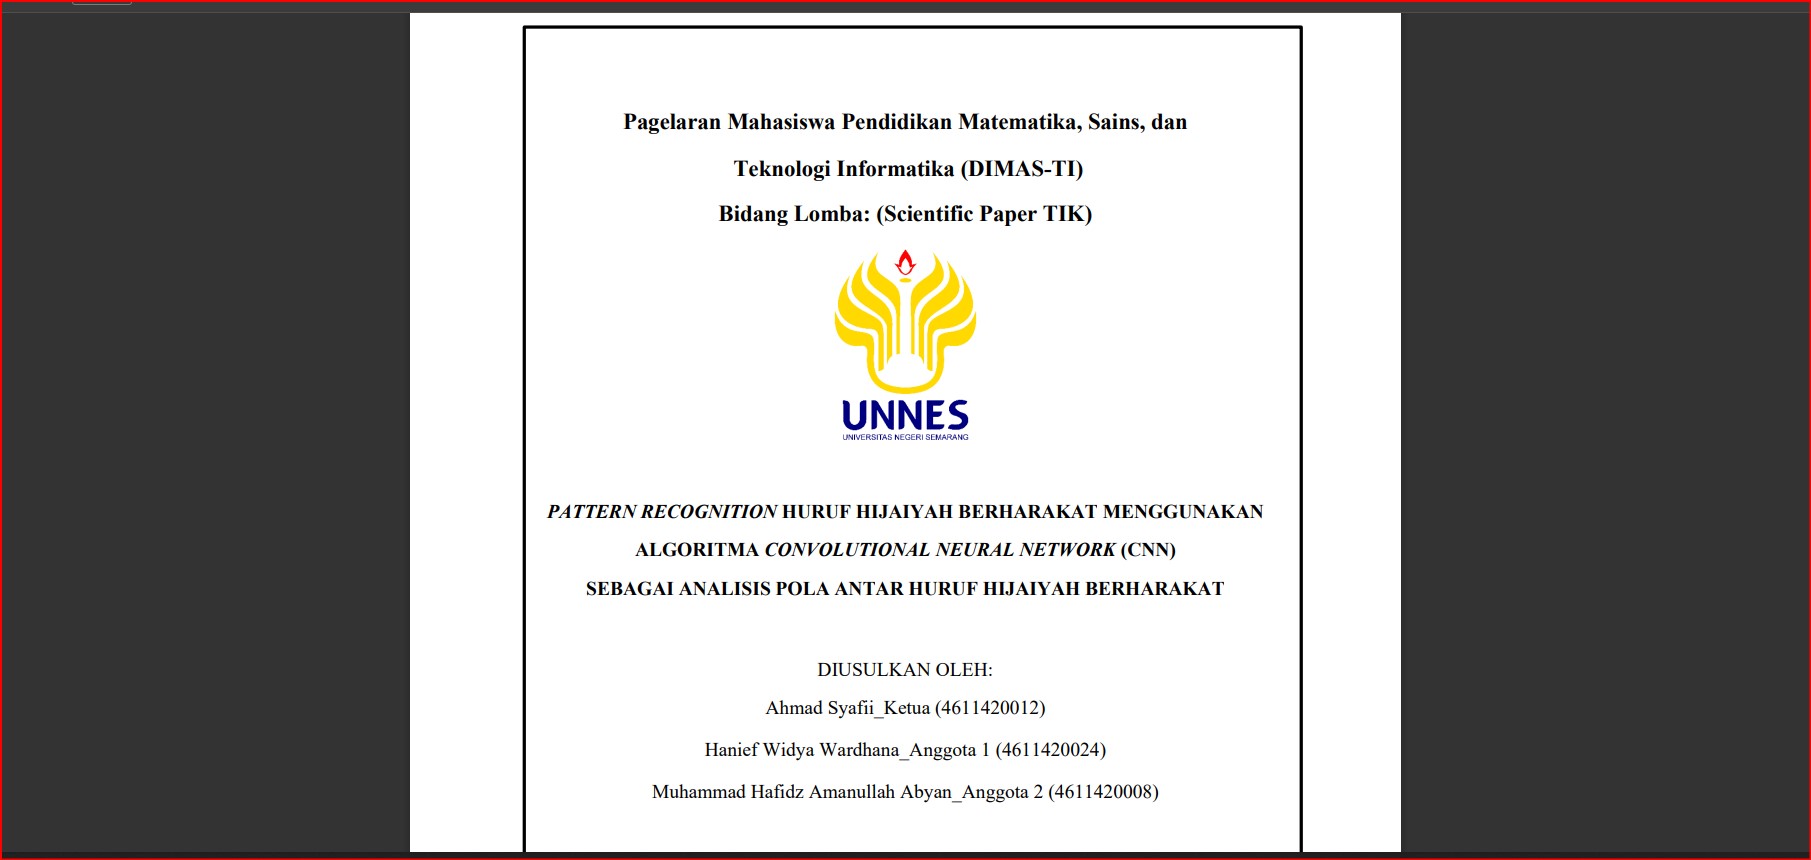 Pagelaran Mahasiswa Pendidikan Matematika, Sains, dan
Teknologi Informatika (DIMAS-TI)
Bidang Lomba: (Scientific Paper TIK)
UNNES
UNIVERSITAS NEGERI SEMARANG
PATTERN RECOGNITION HURUF HIJAIYAH BERHARAKAT MENGGUNAKAN
ALGORITMA CONVOLUTIONAL NEURAL NETWORK (CNN)
SEBAGAI ANALISIS POLA ANTAR HURUF HIJAIYAH BERHARAKAT
DIUSULKAN OLEH:
Ahmad Syafii_Ketua (4611420012)
Hanief Widya Wardhana_Anggota 1 (4611420024)
Muhammad Hafidz Amanullah Abyan_Anggota 2 (4611420008)